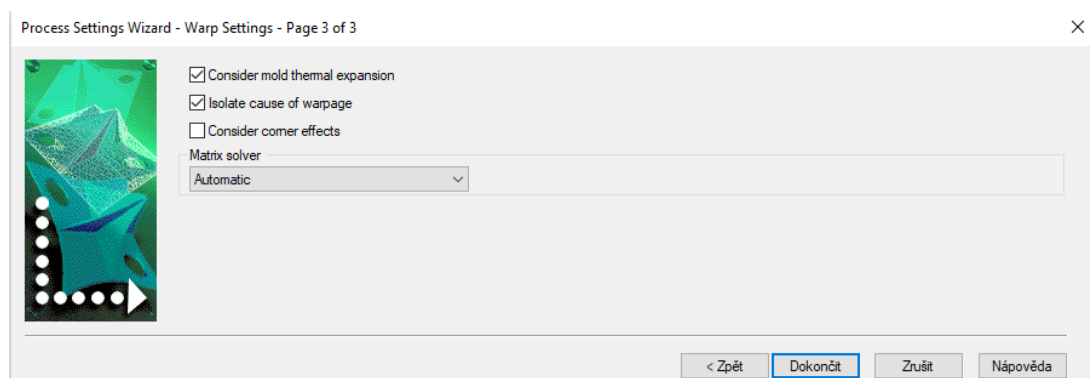 Process Settings Wizard - Warp Settings - Page 3 of 3
Consider mold thermal expansion
Isolate cause of warpage
Consider corner effects
Matrix solver
Automatic
< Zpět Dokončit Zrušit Nápověda